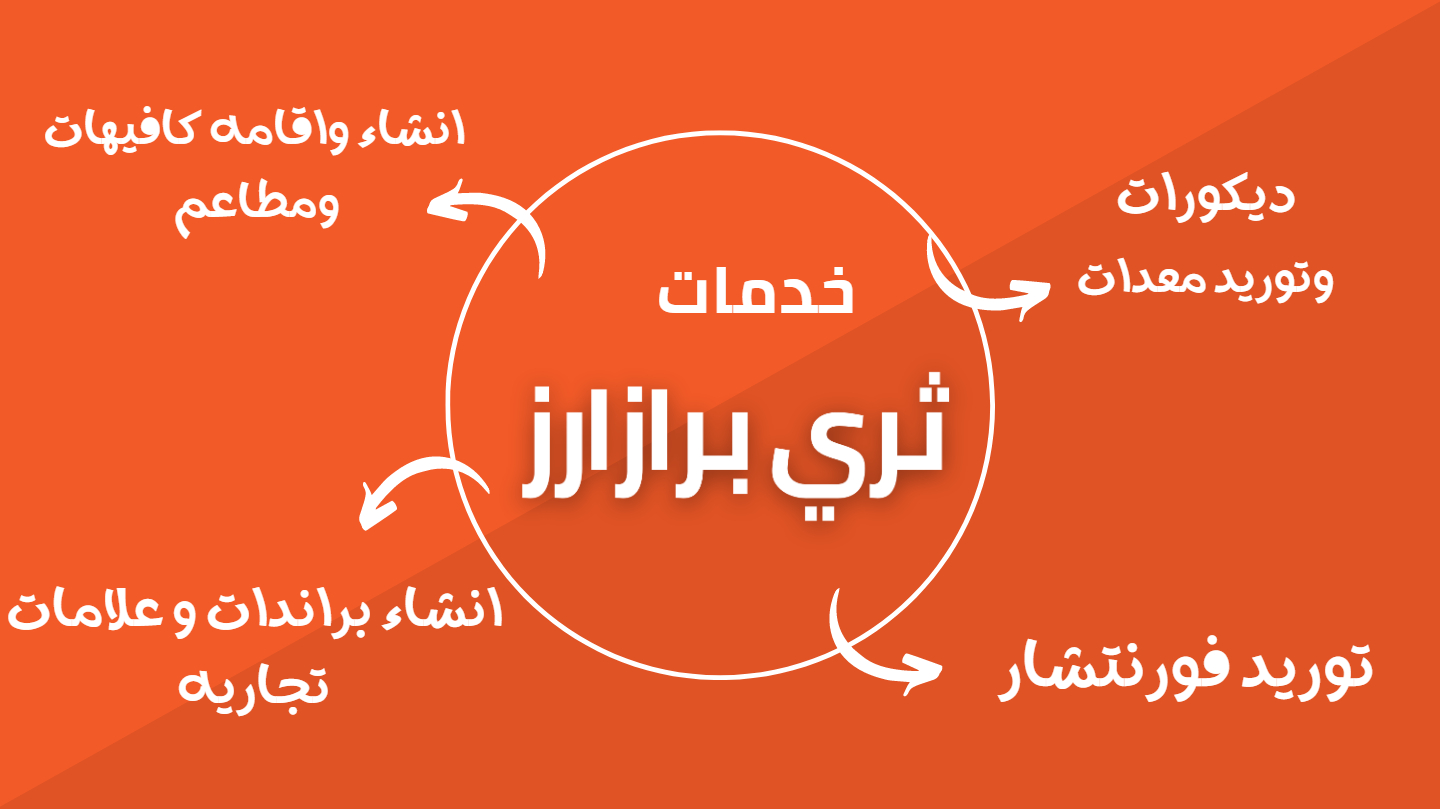 خدمات
ثري برازارز
ديكورات
وتوريد معدات
انشاء واقامه كافيهات
ومطاعم
توريد فورنتشار
انشاء براندات و علامات
تجاريه